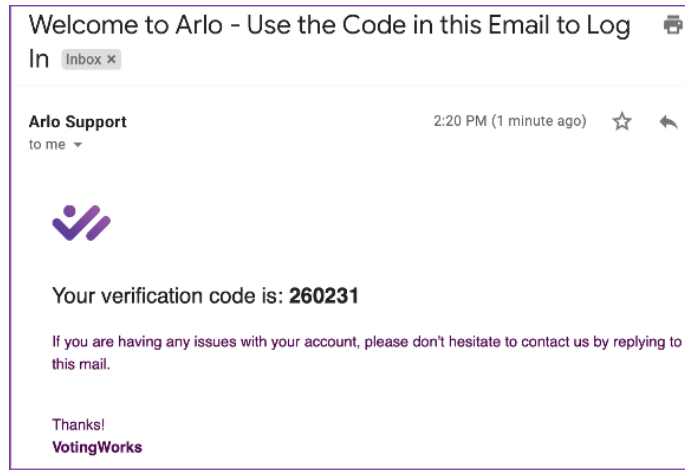 Welcome to Arlo - Use the Code in this Email to Log
In Inbox ×
Arlo Support 2:20 PM (1 minute ago)
to me
Your verification code is: 260231
If you are having any issues with your account, please don't hesitate to contact us by replying to
this mail.
Thanks!
VotingWorks